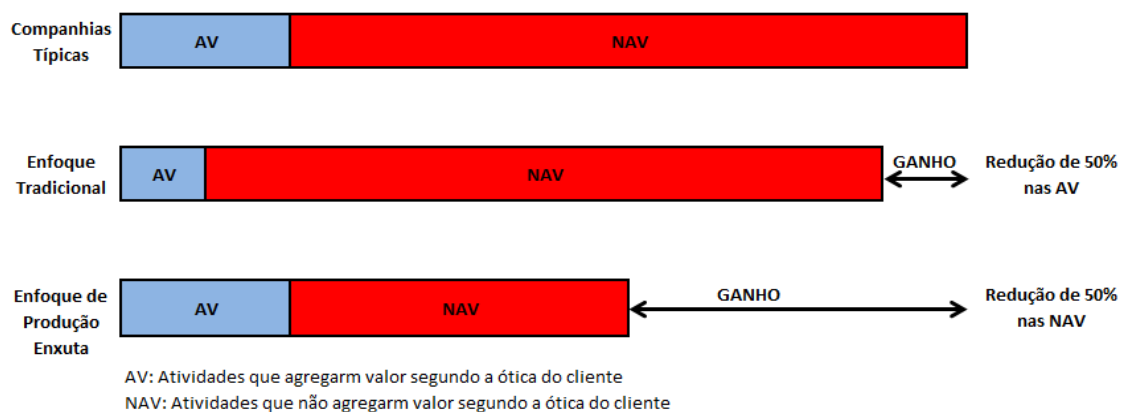 Companhias
Típicas
AV
NAV
Enfoque
Tradicional
AV
NAV
GANHO
Redução de 50%
nas AV
Enfoque de
Produção
Enxuta
AV
NAV
GANHO
Redução de 50%
nas NAV
AV: Atividades que agregarm valor segundo a ótica do cliente
NAV: Atividades que não agregarm valor segundo a ótica do cliente